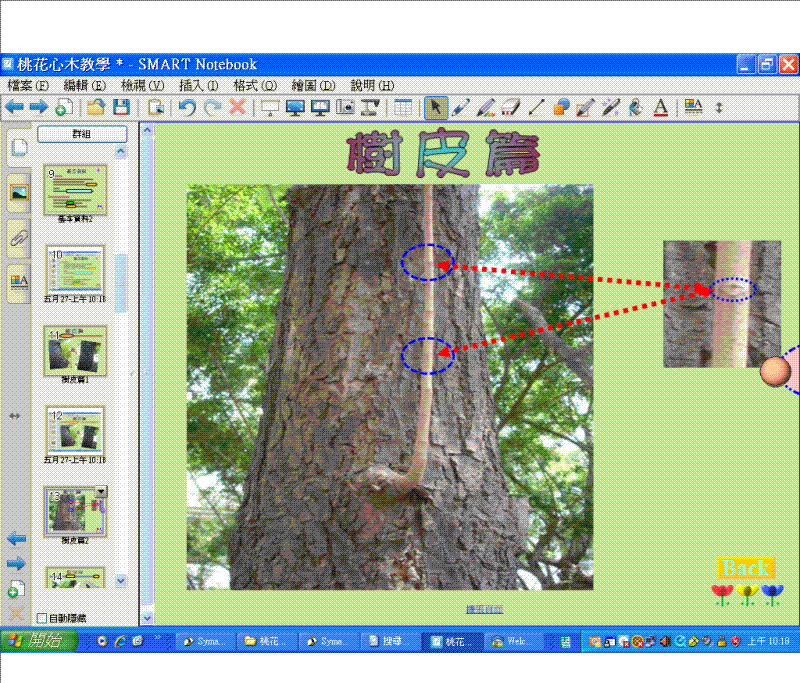 桃花心木教學 * - SMART Notebook
檔案(F) 編輯(E) 檢視(V) 插入(I) 格式(O) 繪圖(D) 說明(H)
群組
樹皮篇
9
基本資料2
10
五月 27-上午 10:18
11
樹皮篇1
12
五月 27-上午 10:18
13
樹皮篇2
14
自動隱藏
Back
開始
Syma...
桃花...
Syma...
搜尋...
桃花...
Welc...
上午 10:18